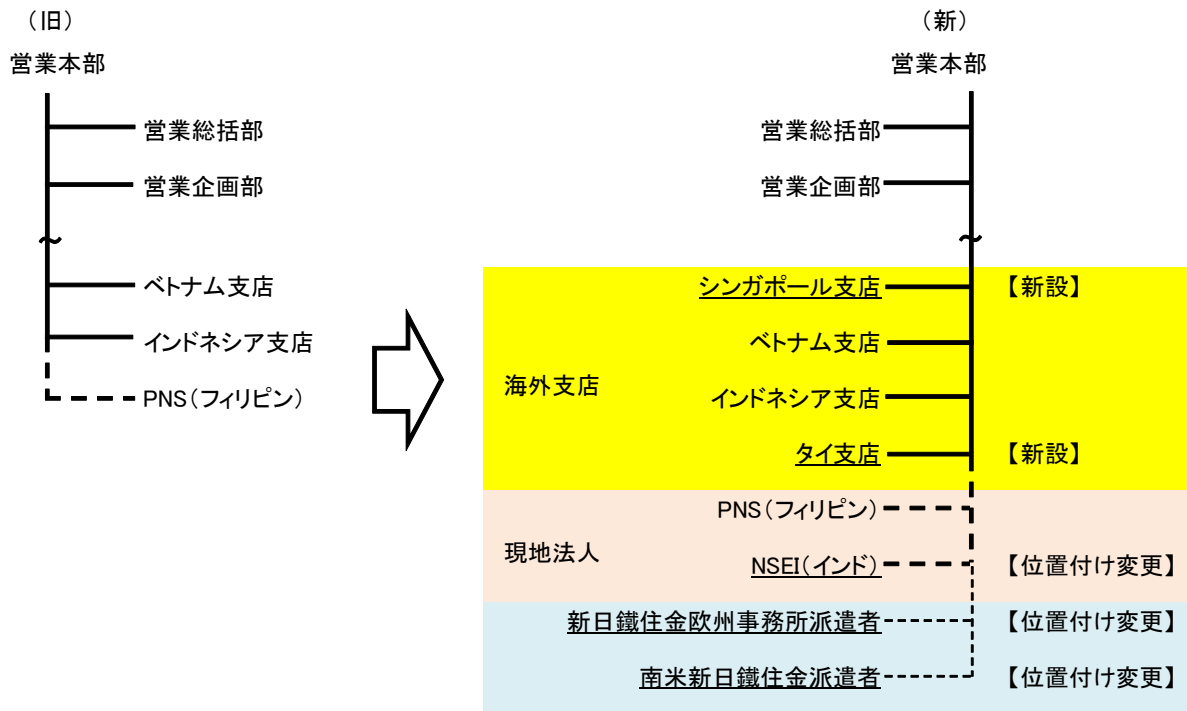 （旧）
営業本部
営業総括部
営業企画部
ベトナム支店
インドネシア支店
PNS（フィリピン）
（新）
営業本部
営業総括部
営業企画部
海外支店
シンガポール支店 【新設】
ベトナム支店
インドネシア支店
タイ支店 【新設】
現地法人
PNS（フィリピン）
NSEI（インド） 【位置付け変更】
新日鐵住金欧州事務所派遣者 【位置付け変更】
南米新日鐵住金派遣者 【位置付け変更】